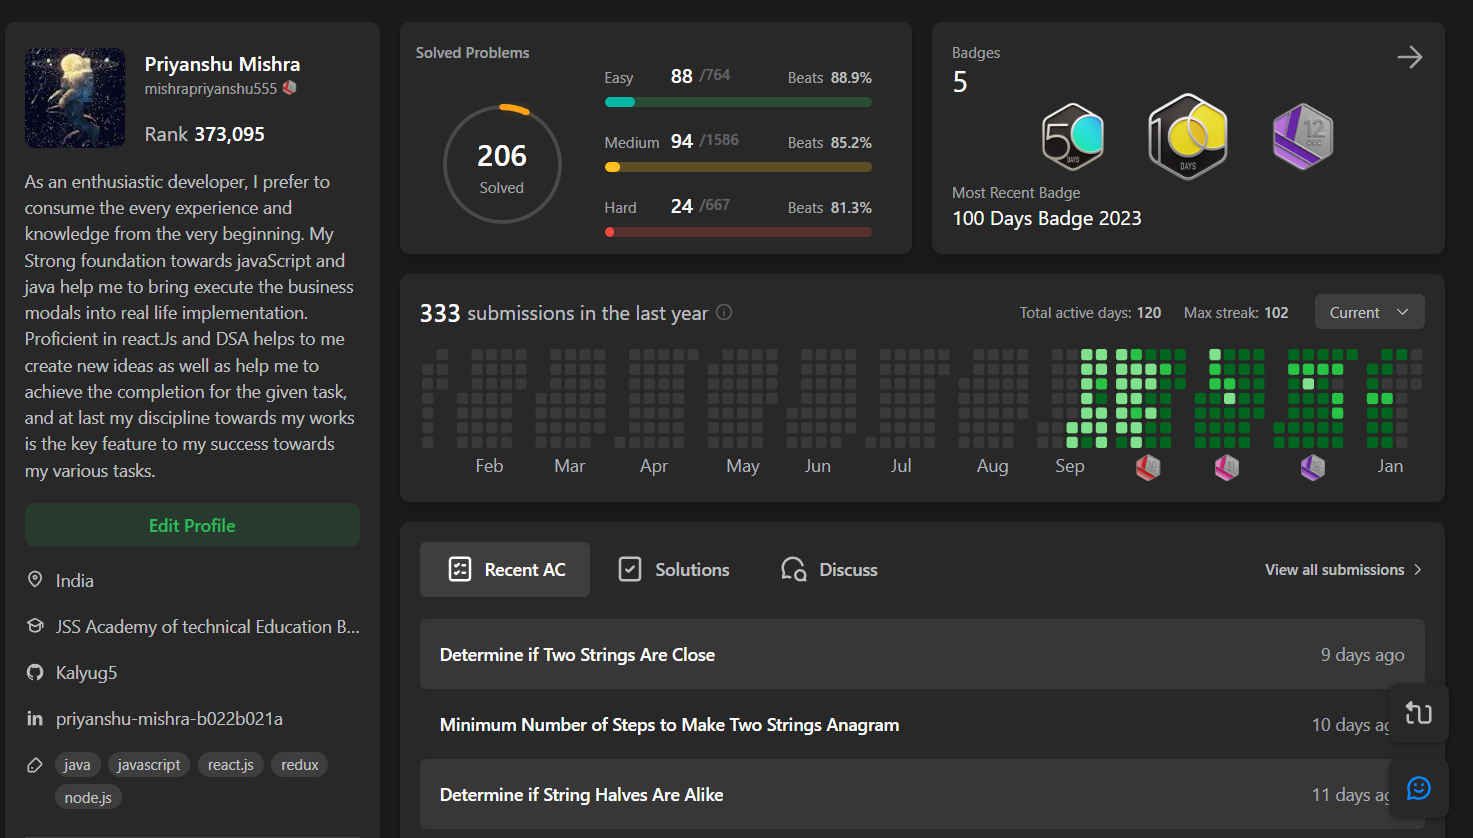 Priyanshu Mishra
mishrapriyanshu555
Rank 373,095
As an enthusiastic developer, I prefer to
consume the every experience and
knowledge from the very beginning. My
Strong foundation towards javaScript and
java help me to bring execute the business
modals into real life implementation.
Proficient in react.Js and DSA helps to me
create new ideas as well as help me to
achieve the completion for the given task,
and at last my discipline towards my works
is the key feature to my success towards
my various tasks.
Edit Profile
India
JSS Academy of technical Education B...
Kalyug5
priyanshu-mishra-b022b021a
java javascript react.js redux
node.js
Solved Problems
206
Solved
Easy 88 /764 Beats 88.9%
Medium 94 /1586 Beats 85.2%
Hard 24 /667 Beats 81.3%
Badges
5
50 DAYS
100 DAYS
12 DEC
Most Recent Badge
100 Days Badge 2023
333 submissions in the last year
Total active days: 120 Max streak: 102 Current
Feb Mar Apr May Jun Jul Aug Sep Jan
Recent AC Solutions Discuss View all submissions
Determine if Two Strings Are Close 9 days ago
Minimum Number of Steps to Make Two Strings Anagram 10 days ag
Determine if String Halves Are Alike 11 days ag